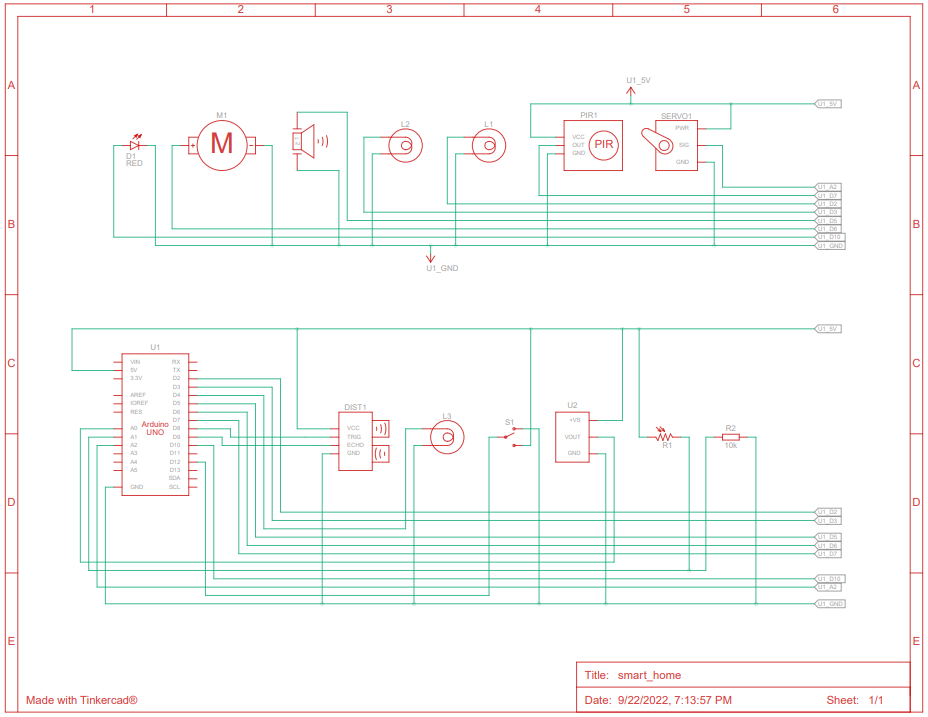 1 2 3 4 5 6
A A
U1_5V
U1_5V
M1
M
+ -
D1
RED
L2
L1
PIR1
VCC
OUT
GND
PIR
SERVO1
PWR
SIG
GND
B B
U1_A2
U1_D7
U1_D2
U1_D3
U1_D5
U1_D6
U1_D10
U1_GND
U1_GND
U1_5V
C C
U1
VIN RX
5V TX
3.3V D2
D3
AREF D4
IOREF D5
RES D6
D7
A0 D8
A1 D9
A2 D10
A3 D11
A4 D12
A5 D13
SDA
GND SCL
Arduino
UNO
DIST1
VCC
TRIG
ECHO
GND
L3
S1
U2
+VS
VOUT
GND
R1
R2
10k
D D
U1_D2
U1_D3
U1_D5
U1_D6
U1_D7
U1_D10
U1_A2
U1_GND
E E
Title: smart_home
Made with Tinkercad®
Date: 9/22/2022, 7:13:57 PM Sheet: 1/1